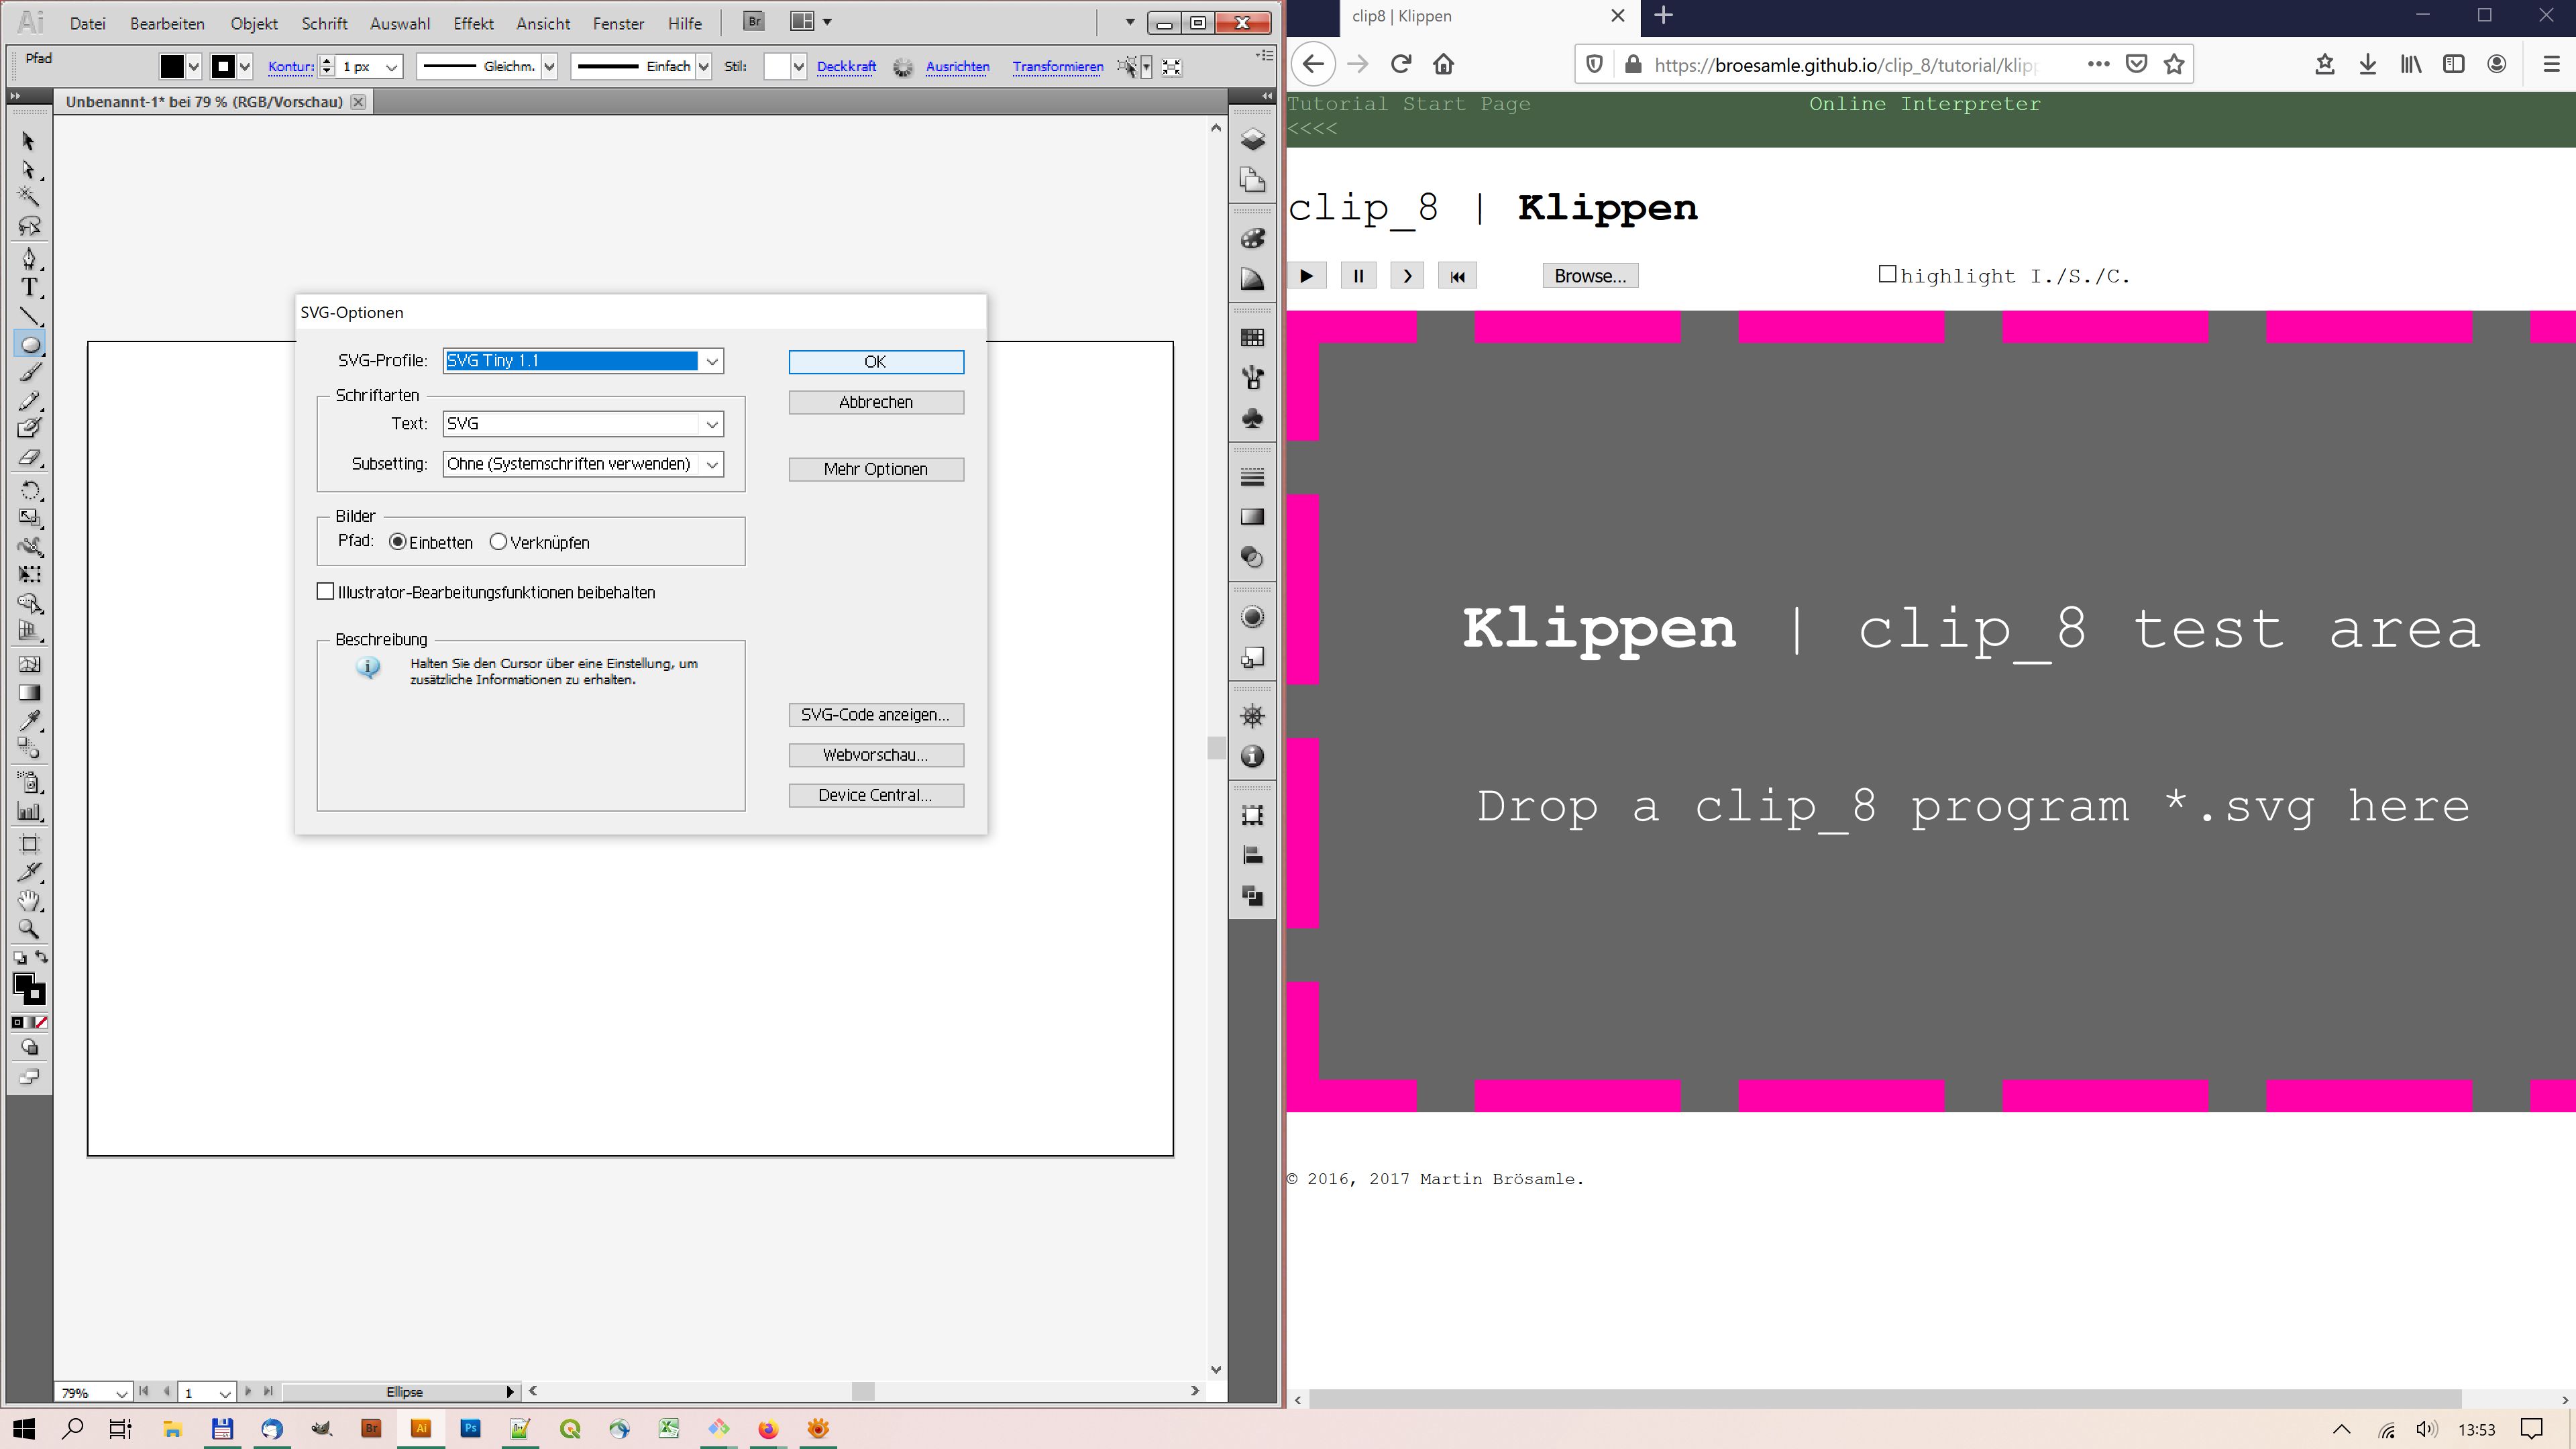 Ai Datei Bearbeiten Objekt Schrift Auswahl Effekt Ansicht Fenster Hilfe Br
Pfad Kontur: 1 px Gleichm. Einfach Stil: Deckkraft Ausrichten Transformieren
Unbenannt-1* bei 79 % (RGB/Vorschau)
SVG-Optionen
SVG-Profile: SVG Tiny 1.1
Schriftarten
Text: SVG
Subsetting: Ohne (Systemschriften verwenden)
Bilder
Pfad: Einbetten Verknüpfen
Illustrator-Bearbeitungsfunktionen beibehalten
Beschreibung
Halten Sie den Cursor über eine Einstellung, um
zusätzliche Informationen zu erhalten.
OK
Abbrechen
Mehr Optionen
SVG-Code anzeigen...
Webvorschau...
Device Central...
79% 1 Ellipse
clip8 | Klippen
https://broesamle.github.io/clip_8/tutorial/klipp
Tutorial Start Page Online Interpreter
<<<<
clip_8 | Klippen
Browse... highlight I./S./C.
Klippen | clip_8 test area
Drop a clip_8 program *.svg here
© 2016, 2017 Martin Brösamle.
Br Ai Ps 13:53